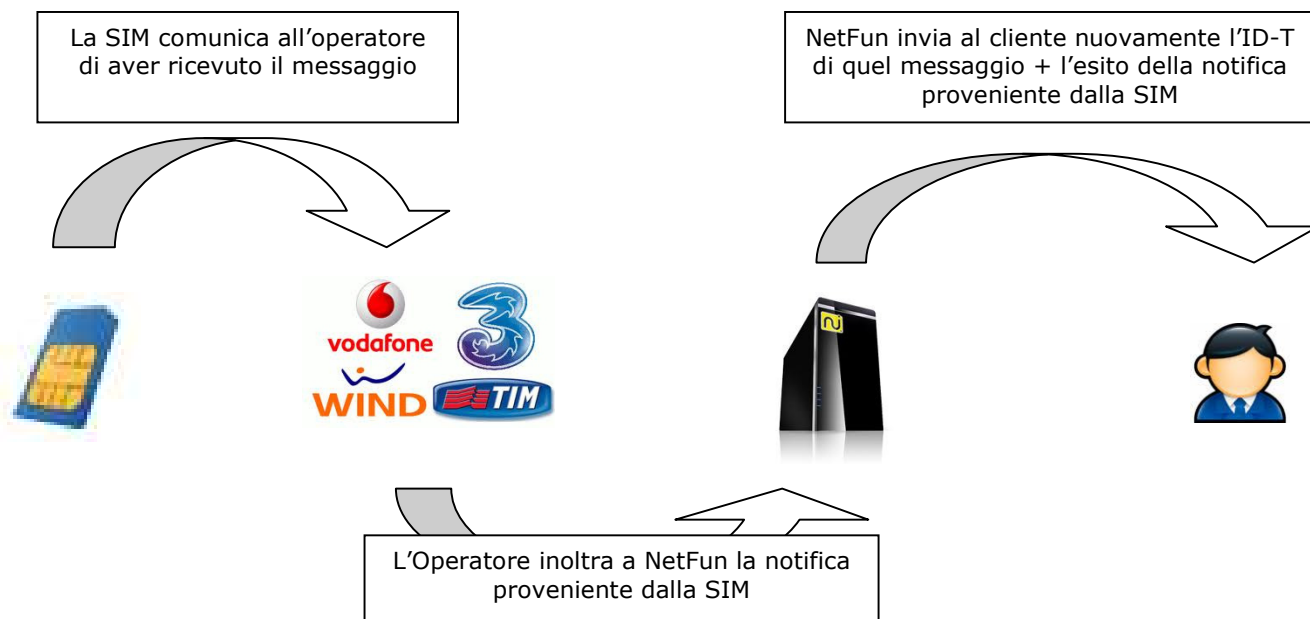 La SIM comunica all'operatore
di aver ricevuto il messaggio
NetFun invia al cliente nuovamente l'ID-T
di quel messaggio + l'esito della notifica
proveniente dalla SIM
vodafone
3
WIND
TIM
L'Operatore inoltra a NetFun la notifica
proveniente dalla SIM